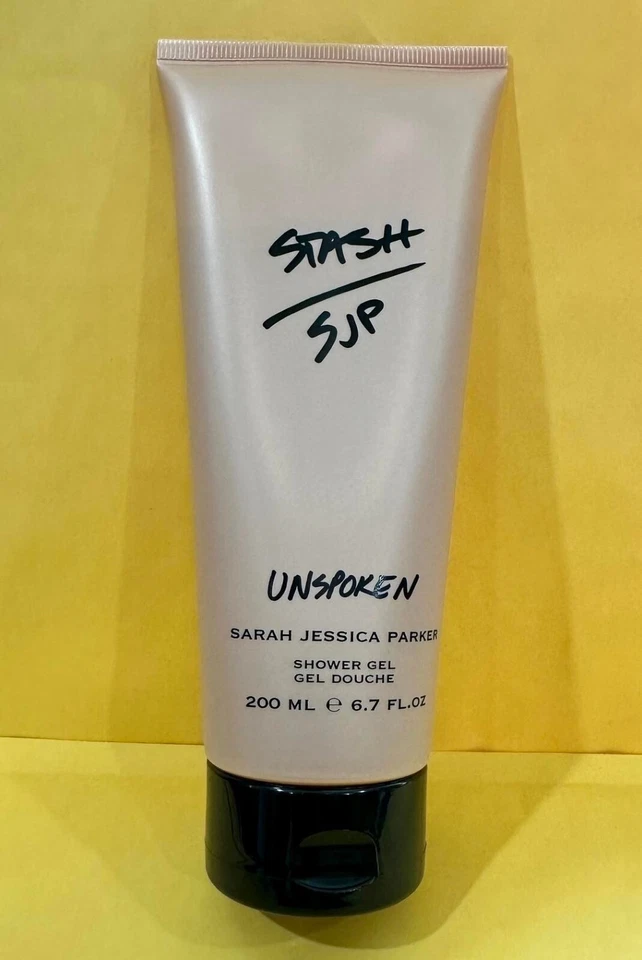 STASH
SJP
UNSPOKEN
SARAH JESSICA PARKER
SHOWER GEL
GEL DOUCHE
200 ML ℮ 6.7 FL.OZ